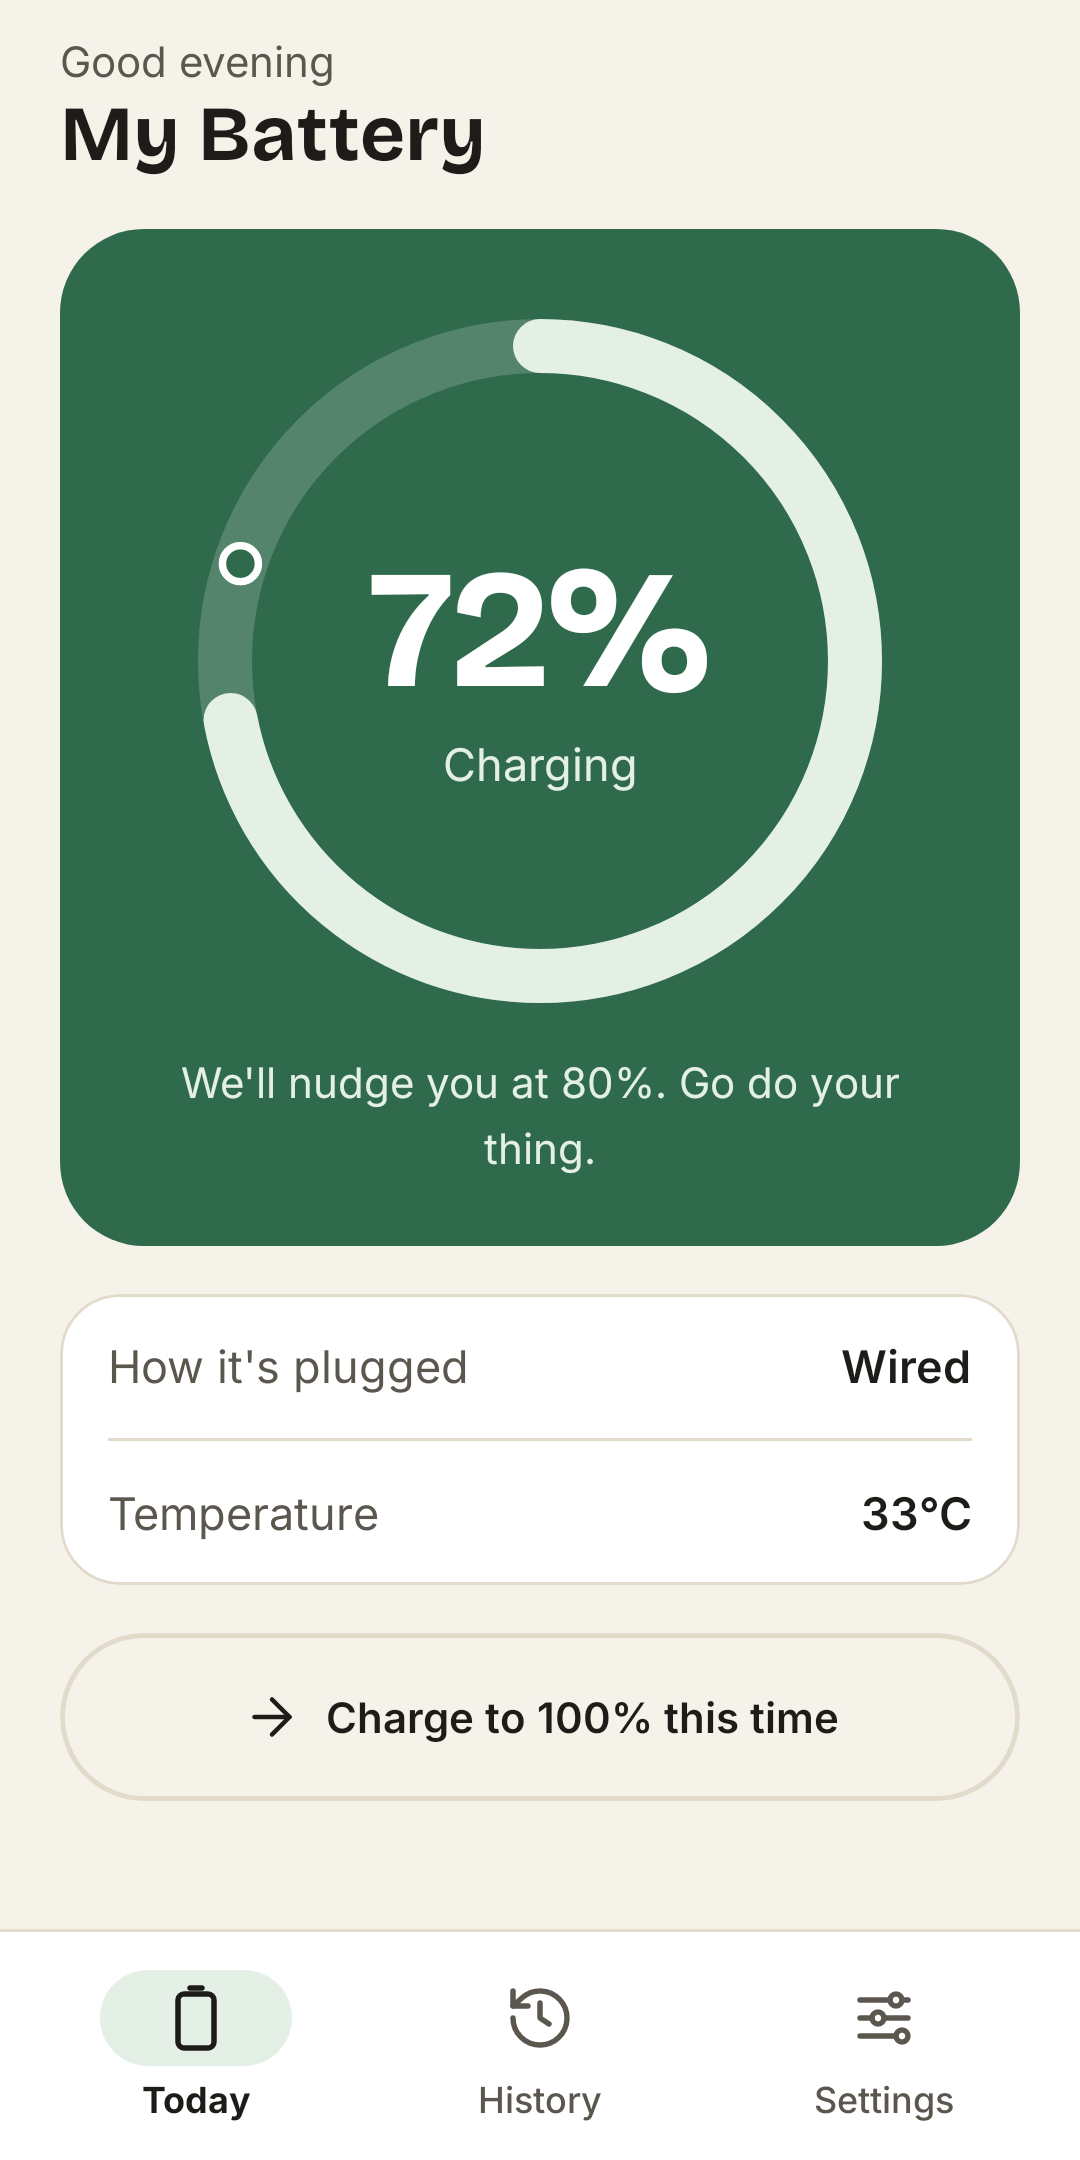 Good evening
My Battery
72%
Charging
We'll nudge you at 80%. Go do your
thing.
How it's plugged Wired
Temperature 33°C
Charge to 100% this time
Today History Settings